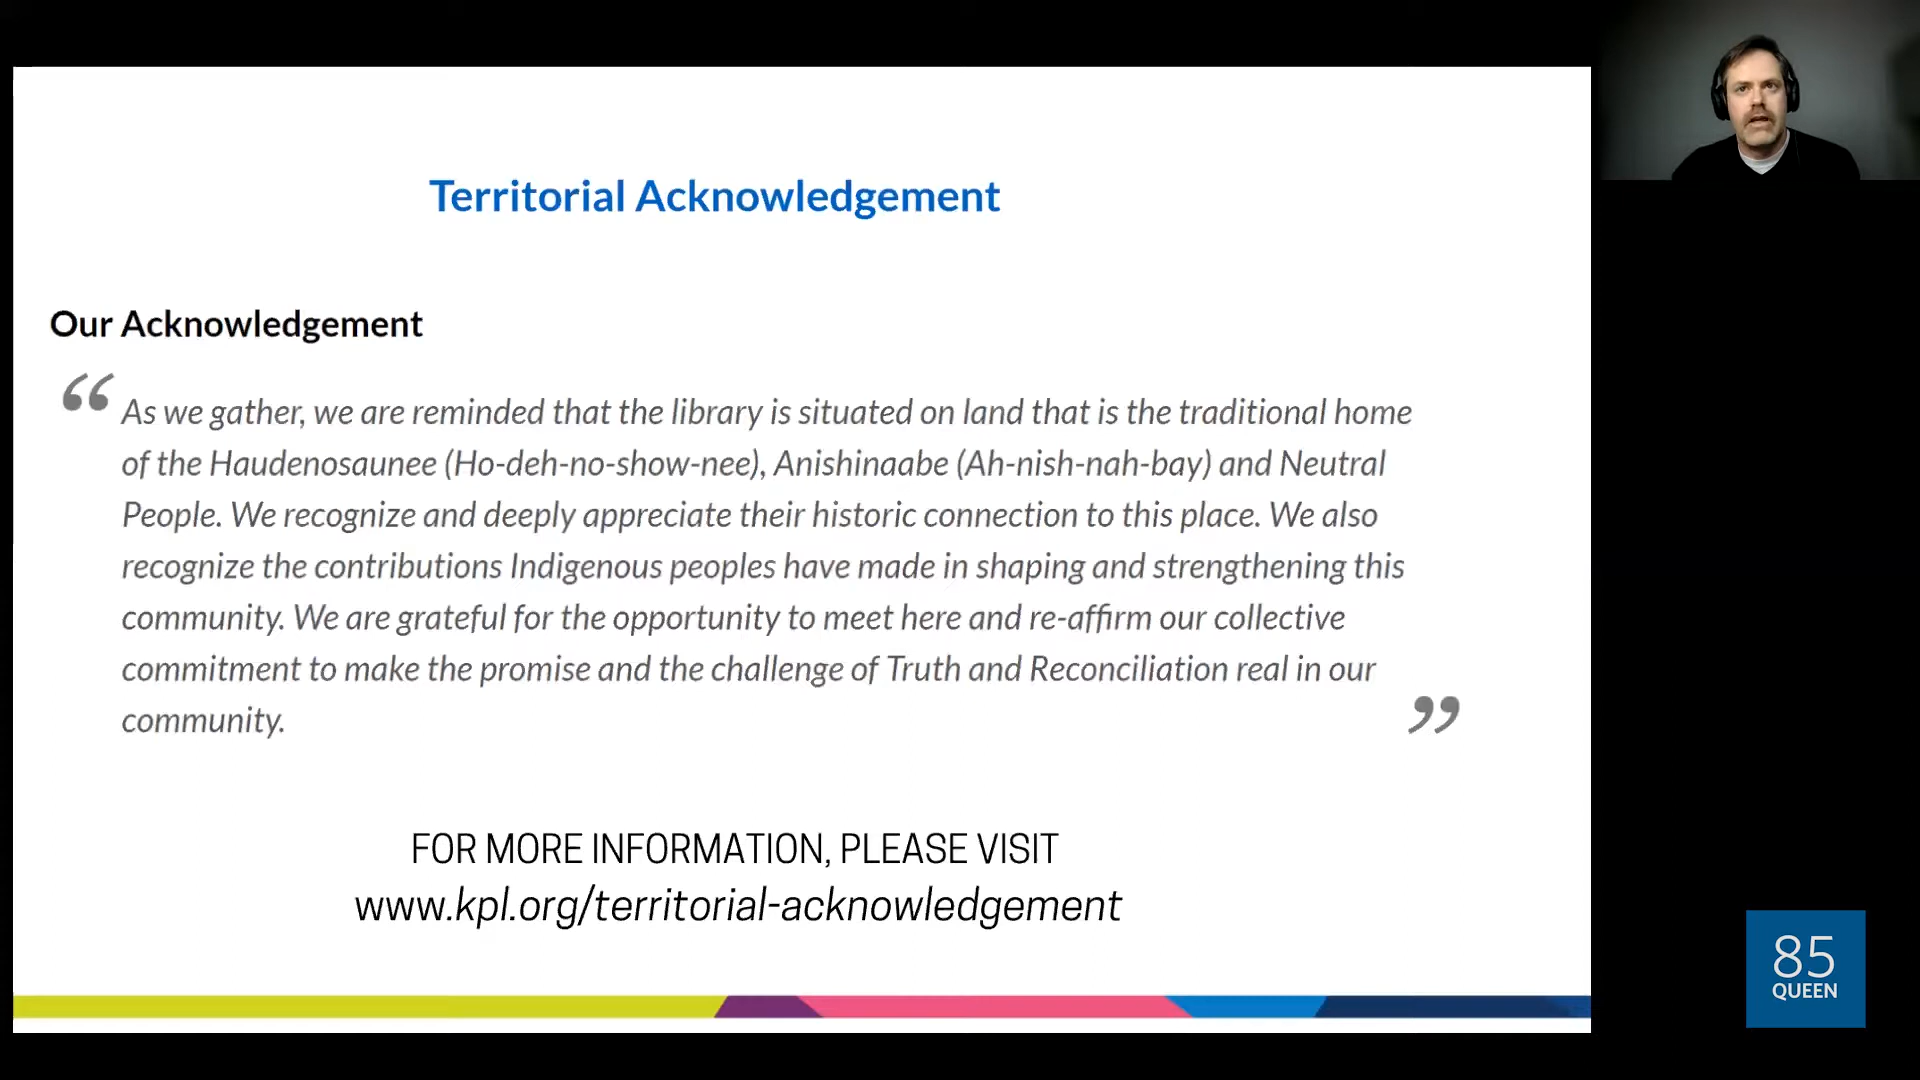 Territorial Acknowledgement
Our Acknowledgement
“ As we gather, we are reminded that the library is situated on land that is the traditional home
of the Haudenosaunee (Ho-deh-no-show-nee), Anishinaabe (Ah-nish-nah-bay) and Neutral
People. We recognize and deeply appreciate their historic connection to this place. We also
recognize the contributions Indigenous peoples have made in shaping and strengthening this
community. We are grateful for the opportunity to meet here and re-affirm our collective
commitment to make the promise and the challenge of Truth and Reconciliation real in our
community. ”
FOR MORE INFORMATION, PLEASE VISIT
www.kpl.org/territorial-acknowledgement
85
QUEEN